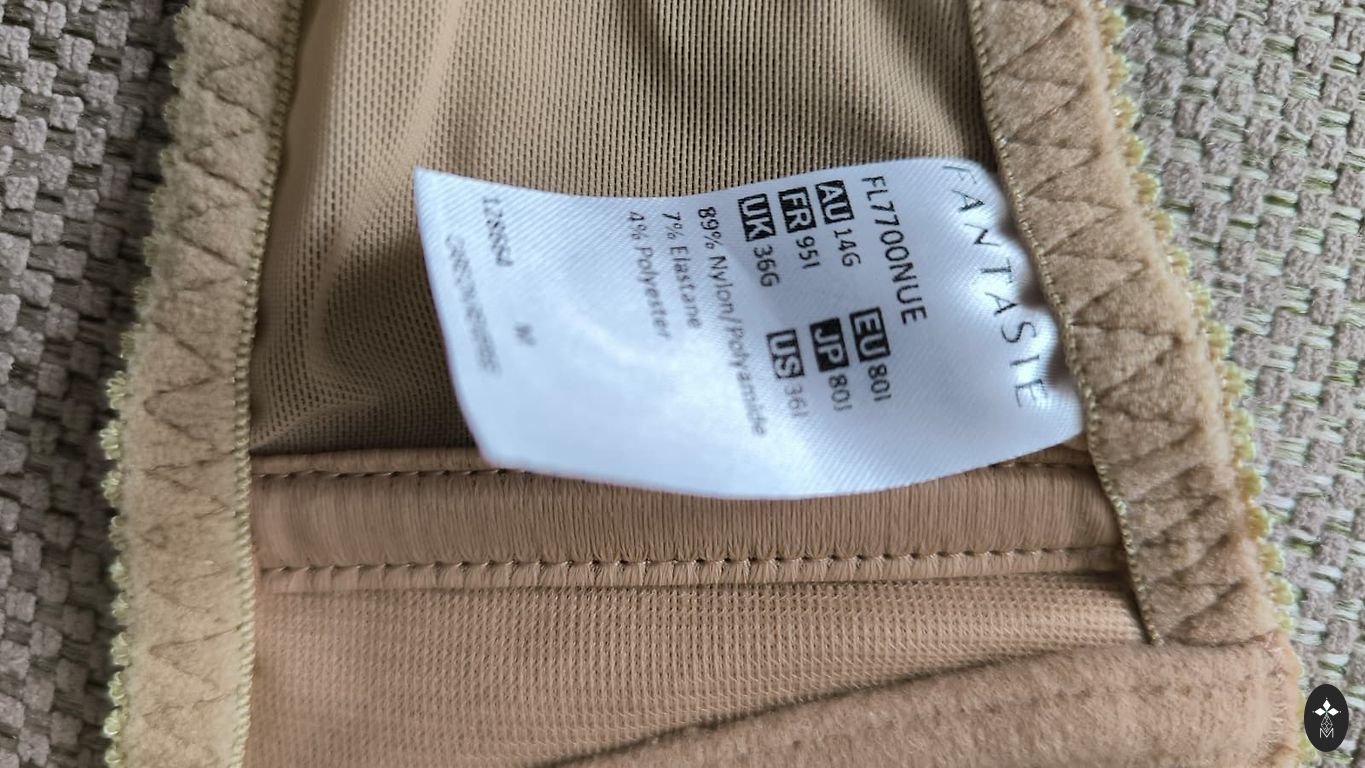 FANTASIE
FL7700NUE
AU 14G EU 80I
FR 95I JP 80J
UK 36G US 36I
89% Nylon/Polyamide
7% Elastane
4% Polyester
M